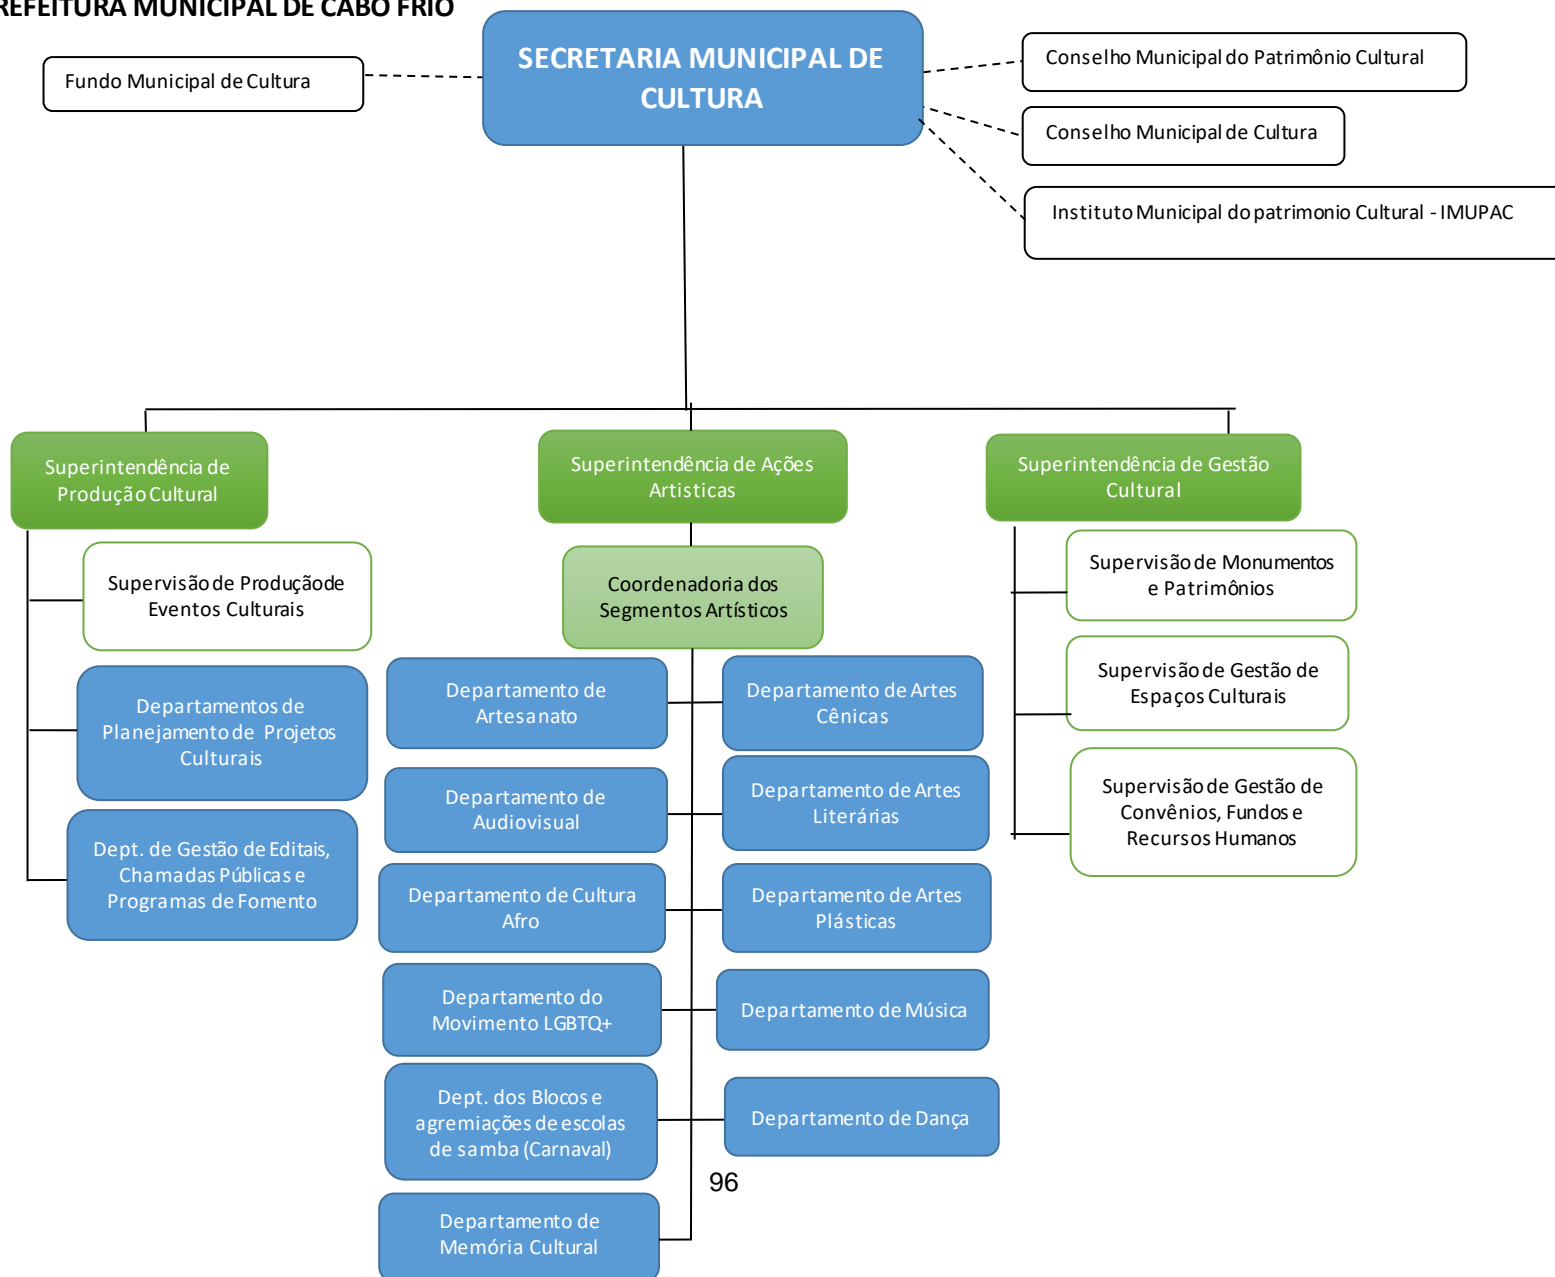 REFEITURA MUNICIPAL DE CABO FRIO
SECRETARIA MUNICIPAL DE
CULTURA
Fundo Municipal de Cultura
Conselho Municipal do Patrimônio Cultural
Conselho Municipal de Cultura
Instituto Municipal do patrimonio Cultural - IMUPAC
Superintendência de
Produção Cultural
Supervisão de Produçãode
Eventos Culturais
Departamentos de
Planejamento de Projetos
Culturais
Dept. de Gestão de Editais,
Chamadas Públicas e
Programas de Fomento
Superintendência de Ações
Artisticas
Coordenadoria dos
Segmentos Artísticos
Departamento de
Artesanato
Departamento de Artes
Cênicas
Departamento de
Audiovisual
Departamento de Artes
Literárias
Departamento de Cultura
Afro
Departamento de Artes
Plásticas
Departamento do
Movimento LGBTQ+
Departamento de Música
Dept. dos Blocos e
agremiações de escolas
de samba (Carnaval)
Departamento de Dança
Departamento de
Memória Cultural
Superintendência de Gestão
Cultural
Supervisão de Monumentos
e Patrimônios
Supervisão de Gestão de
Espaços Culturais
Supervisão de Gestão de
Convênios, Fundos e
Recursos Humanos
96